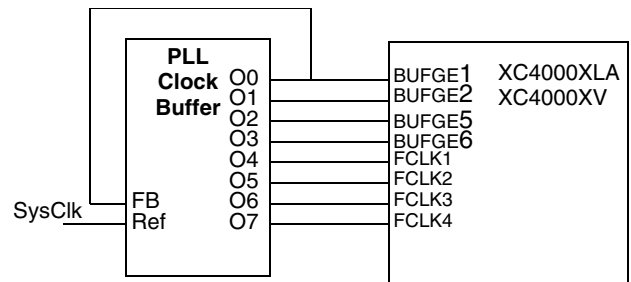 PLL
Clock
Buffer
O0
O1
O2
O3
O4
O5
O6
O7
FB
Ref
SysClk
BUFGE1
BUFGE2
BUFGE5
BUFGE6
FCLK1
FCLK2
FCLK3
FCLK4
XC4000XLA
XC4000XV